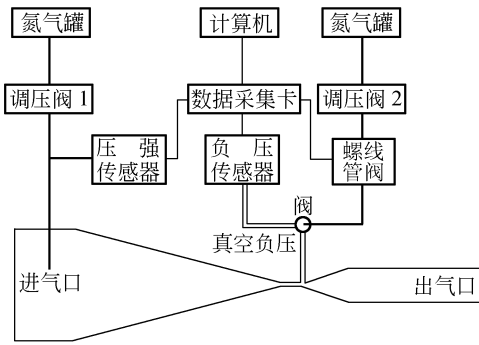 氮气罐
计算机
氮气罐
调压阀 1
数据采集卡
调压阀 2
压 强
传感器
负 压
传感器
螺线
管阀
阀
真空负压
进气口
出气口